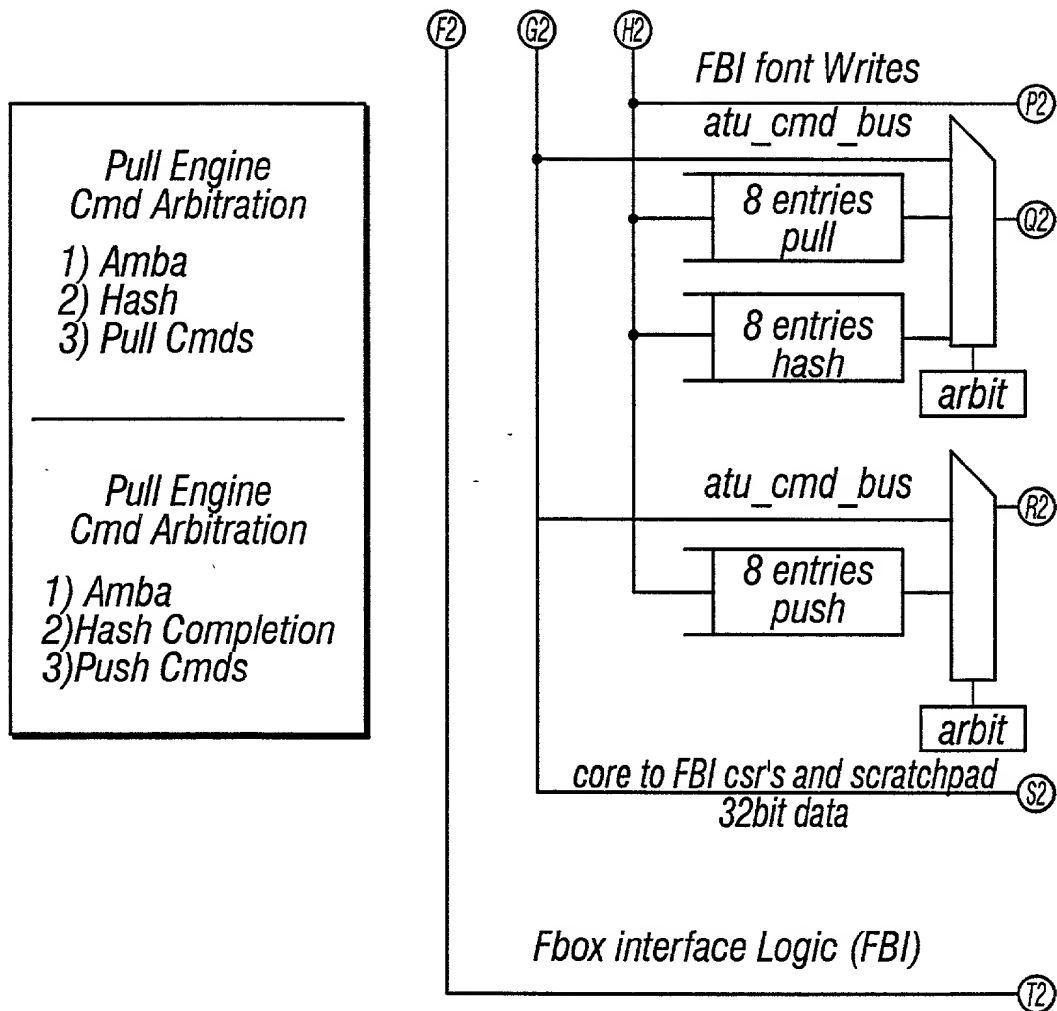 F2
G2
H2
FBI font Writes
P2
atu_cmd_bus
Pull Engine
Cmd Arbitration
1) Amba
2) Hash
3) Pull Cmds
8 entries
pull
Q2
8 entries
hash
arbit
Pull Engine
Cmd Arbitration
1) Amba
2)Hash Completion
3)Push Cmds
atu_cmd_bus
R2
8 entries
push
arbit
core to FBI csr's and scratchpad
32bit data
S2
Fbox interface Logic (FBI)
T2